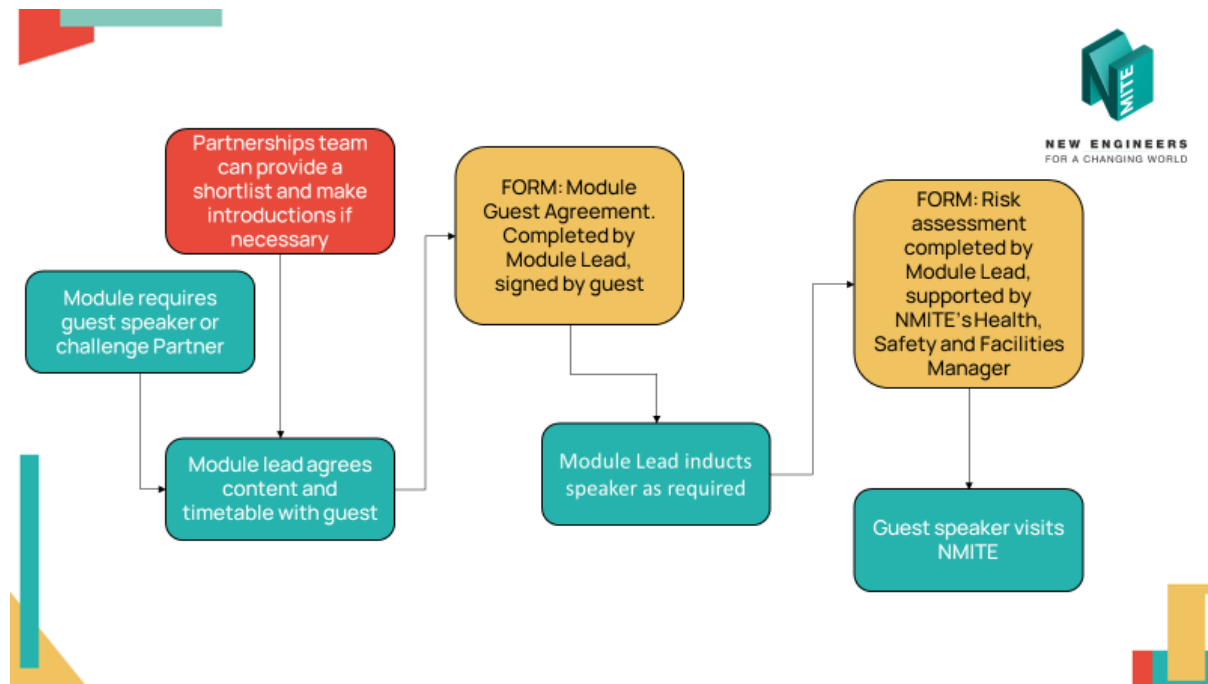 MITE
NEW ENGINEERS
FOR A CHANGING WORLD
Partnerships team
can provide a
shortlist and make
introductions if
necessary
Module requires
guest speaker or
challenge Partner
Module lead agrees
content and
timetable with guest
FORM: Module
Guest Agreement.
Completed by
Module Lead,
signed by guest
Module Lead inducts
speaker as required
FORM: Risk
assessment
completed by
Module Lead,
supported by
NMITE's Health,
Safety and Facilities
Manager
Guest speaker visits
NMITE